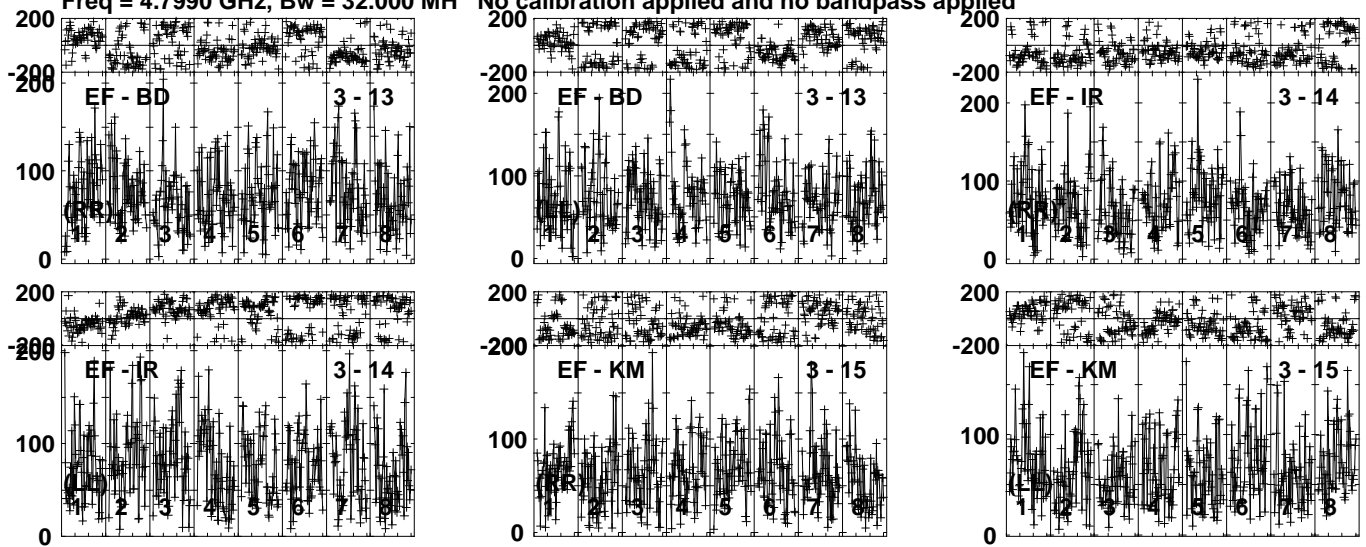 Freq = 4.7990 GHz, Bw = 32.000 MH No calibration applied and no bandpass applied
200
-200
200
EF - BD 3 - 13
100
(RR)
1 2 3 4 5 6 7 8
0
200
-200
200
EF - BD 3 - 13
100
(LL)
1 2 3 4 5 6 7 8
0
200
-200
200
EF - IR 3 - 14
100
(RR)
1 2 3 4 5 6 7 8
0
200
-200
200
EF - IR 3 - 14
100
(LL)
1 2 3 4 5 6 7 8
0
200
-200
200
EF - KM 3 - 15
100
(RR)
1 2 3 4 5 6 7 8
0
200
-200
EF - KM 3 - 15
100
(LL)
1 2 3 4 5 6 7 8
0